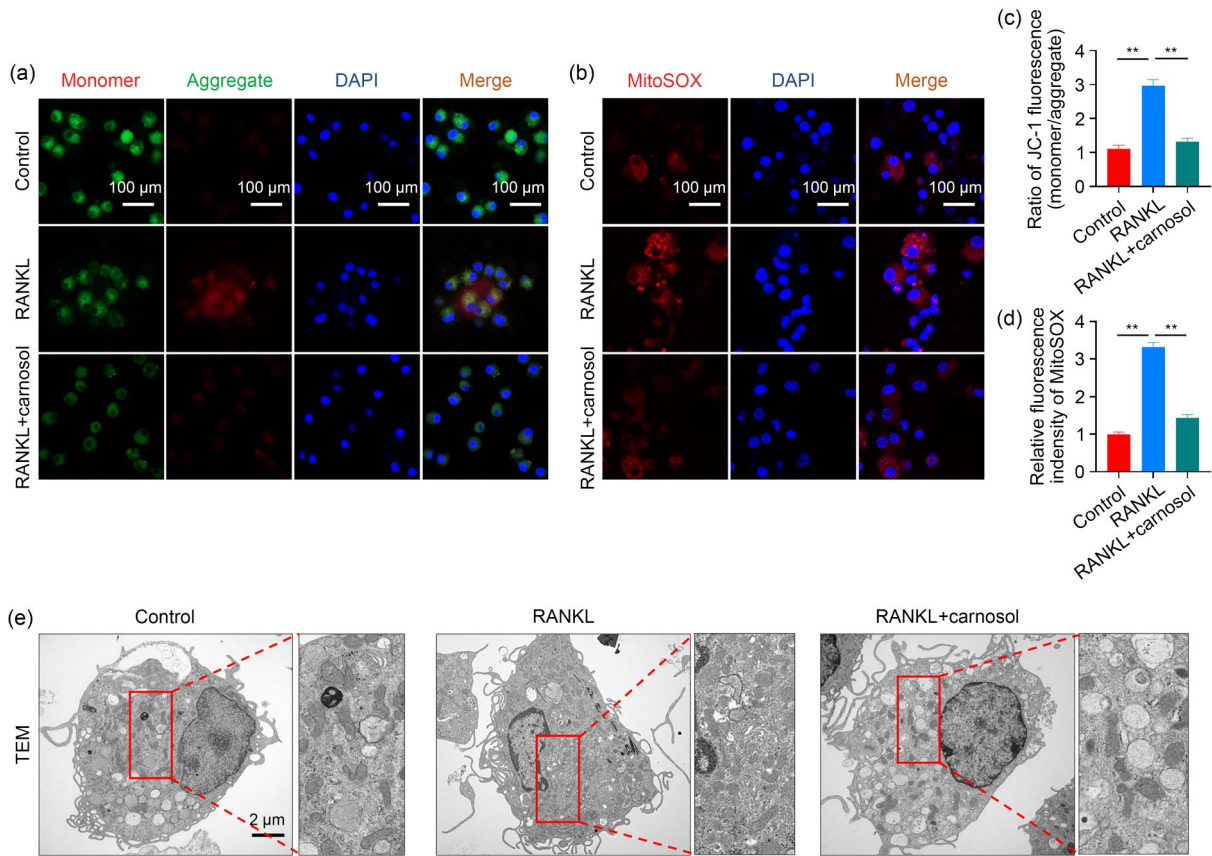 (a)
Monomer Aggregate DAPI Merge
Control
100 μm 100 μm 100 μm 100 μm
RANKL
RANKL+carnosol
(b)
MitoSOX DAPI Merge
Control
100 μm 100 μm 100 μm
RANKL
RANKL+carnosol
(c)
Ratio of JC-1 fluorescence
(monomer/aggregate)
4
3
2
1
0
** **
Control
RANKL
RANKL+carnosol
(d)
Relative fluorescence
indensity of MitoSOX
4
3
2
1
0
** **
Control
RANKL
RANKL+carnosol
(e)
Control RANKL RANKL+carnosol
TEM
2 μm